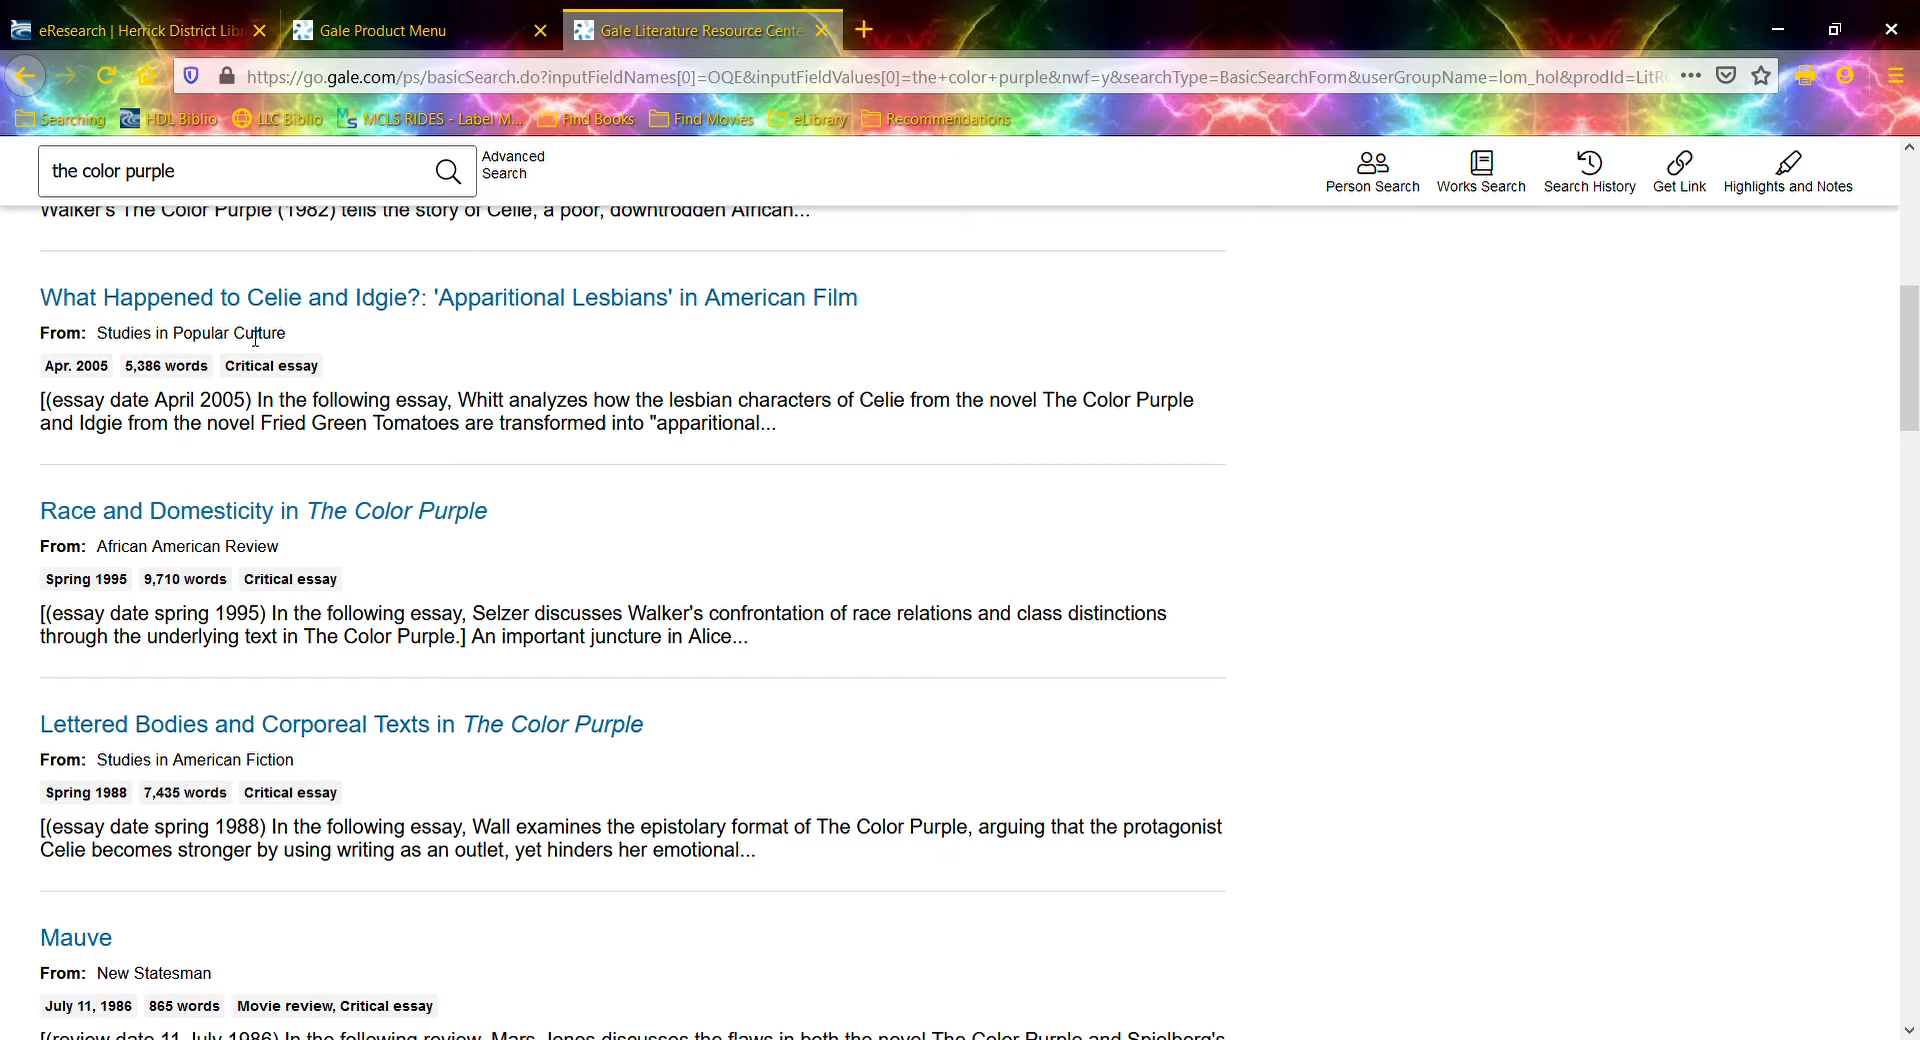 eResearch | Herrick District Lib
Gale Product Menu
Gale Literature Resource Cente
https://go.gale.com/ps/basicSearch.do?inputFieldNames[0]=OQE&inputFieldValues[0]=the+color+purple&nwf=y&searchType=BasicSearchForm&userGroupName=lom_hol&prodId=LitR
Searching HDL Biblio LLC Biblio MCLS RIDES - Label M... Find Books Find Movies eLibrary Recommendations
the color purple
Advanced
Search
Person Search Works Search Search History Get Link Highlights and Notes
Walker's The Color Purple (1982) tells the story of Celie, a poor, downtrodden African...
What Happened to Celie and Idgie?: 'Apparitional Lesbians' in American Film
From: Studies in Popular Culture
Apr. 2005 5,386 words Critical essay
[(essay date April 2005) In the following essay, Whitt analyzes how the lesbian characters of Celie from the novel The Color Purple
and Idgie from the novel Fried Green Tomatoes are transformed into "apparitional...
Race and Domesticity in The Color Purple
From: African American Review
Spring 1995 9,710 words Critical essay
[(essay date spring 1995) In the following essay, Selzer discusses Walker's confrontation of race relations and class distinctions
through the underlying text in The Color Purple.] An important juncture in Alice...
Lettered Bodies and Corporeal Texts in The Color Purple
From: Studies in American Fiction
Spring 1988 7,435 words Critical essay
[(essay date spring 1988) In the following essay, Wall examines the epistolary format of The Color Purple, arguing that the protagonist
Celie becomes stronger by using writing as an outlet, yet hinders her emotional...
Mauve
From: New Statesman
July 11, 1986 865 words Movie review, Critical essay
[(review date 11 July 1986) In the following review, Mars-Jones discusses the flaws in both the novel The Color Purple and Spielberg's